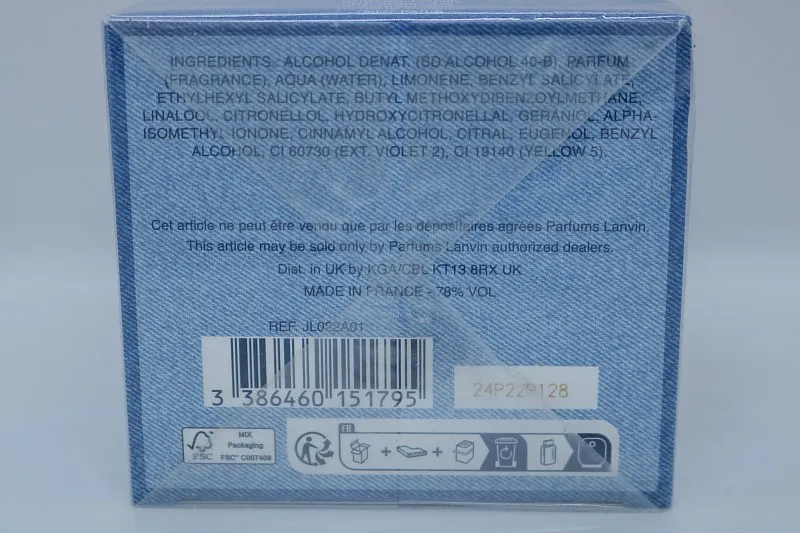 INGREDIENTS : ALCOHOL DENAT. (SD ALCOHOL 40-B), PARFUM
(FRAGRANCE), AQUA (WATER), LIMONENE, BENZYL SALICYLATE,
ETHYLHEXYL SALICYLATE, BUTYL METHOXYDIBENZOYLMETHANE,
LINALOOL, CITRONELLOL, HYDROXYCITRONELLAL, GERANIOL, ALPHA-
ISOMETHYL IONONE, CINNAMYL ALCOHOL, CITRAL, EUGENOL, BENZYL
ALCOHOL, CI 60730 (EXT. VIOLET 2), CI 19140 (YELLOW 5).
Cet article ne peut être vendu que par les dépositaires agréés Parfums Lanvin.
This article may be sold only by Parfums Lanvin authorized dealers.
Dist. in UK by KGA/CBL KT13 8RX UK
MADE IN FRANCE - 78% VOL.
REF. JL022A01
3 386460 151795
FR
MIX
Packaging
FSC FSC® C007409